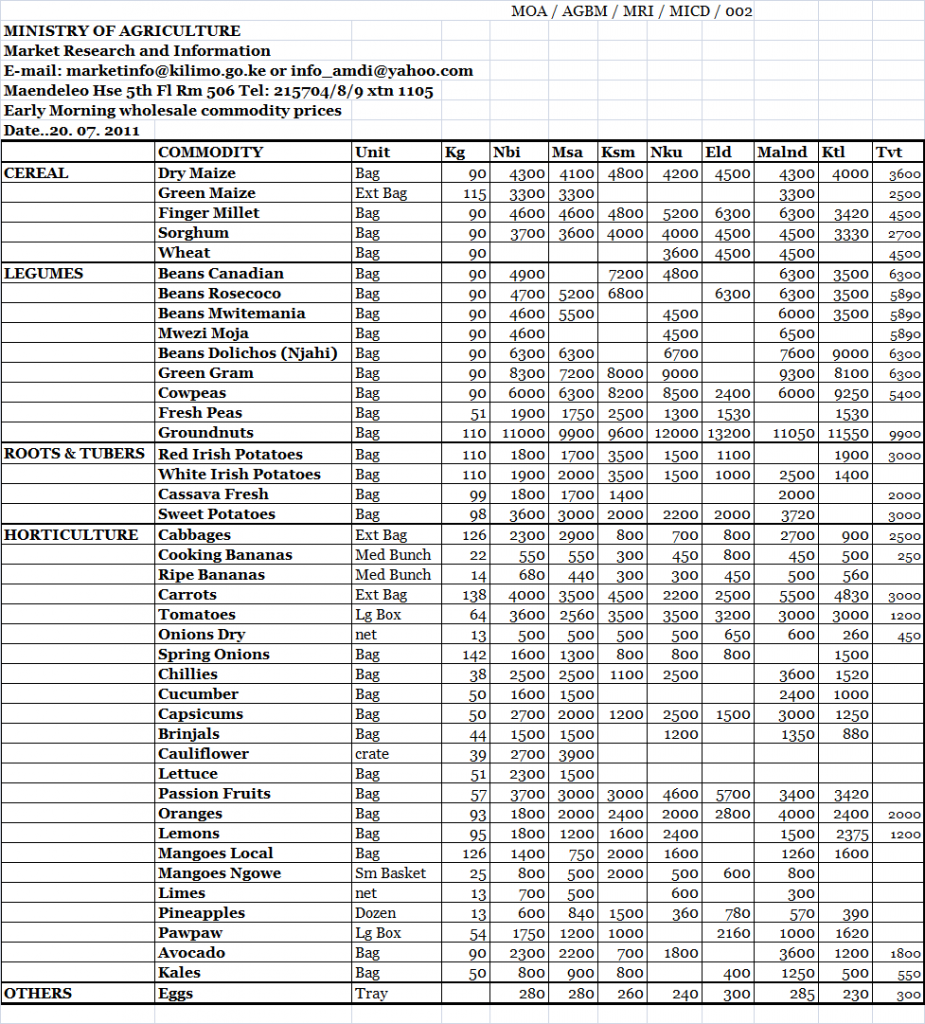 MOA / AGBM / MRI / MICD / 002
MINISTRY OF AGRICULTURE
Market Research and Information
E-mail: marketinfo@kilimo.go.ke or info_amdi@yahoo.com
Maendeleo Hse 5th Fl Rm 506 Tel: 215704/8/9 xtn 1105
Early Morning wholesale commodity prices
Date..20. 07. 2011
COMMODITY Unit Kg Nbi Msa Ksm Nku Eld Malnd Ktl Tvt
CEREAL Dry Maize Bag 90 4300 4100 4800 4200 4500 4300 4000 3600
Green Maize Ext Bag 115 3300 3300 3300 2500
Finger Millet Bag 90 4600 4600 4800 5200 6300 6300 3420 4500
Sorghum Bag 90 3700 3600 4000 4000 4500 4500 3330 2700
Wheat Bag 90 3600 4500 4500 4500
LEGUMES Beans Canadian Bag 90 4900 7200 4800 6300 3500 6300
Beans Rosecoco Bag 90 4700 5200 6800 6300 6300 3500 5890
Beans Mwitemania Bag 90 4600 5500 4500 6000 3500 5890
Mwezi Moja Bag 90 4600 4500 6500 5890
Beans Dolichos (Njahi) Bag 90 6300 6300 6700 7600 9000 6300
Green Gram Bag 90 8300 7200 8000 9000 9300 8100 6300
Cowpeas Bag 90 6000 6300 8200 8500 2400 6000 9250 5400
Fresh Peas Bag 51 1900 1750 2500 1300 1530 1530
Groundnuts Bag 110 11000 9900 9600 12000 13200 11050 11550 9900
ROOTS & TUBERS Red Irish Potatoes Bag 110 1800 1700 3500 1500 1100 1900 3000
White Irish Potatoes Bag 110 1900 2000 3500 1500 1000 2500 1400
Cassava Fresh Bag 99 1800 1700 1400 2000 2000
Sweet Potatoes Bag 98 3600 3000 2000 2200 2000 3720 3000
HORTICULTURE Cabbages Ext Bag 126 2300 2900 800 700 800 2700 900 2500
Cooking Bananas Med Bunch 22 550 550 300 450 800 450 500 250
Ripe Bananas Med Bunch 14 680 440 300 300 450 500 560
Carrots Ext Bag 138 4000 3500 4500 2200 2500 5500 4830 3000
Tomatoes Lg Box 64 3600 2560 3500 3500 3200 3000 3000 1200
Onions Dry net 13 500 500 500 500 650 600 260 450
Spring Onions Bag 142 1600 1300 800 800 800 1500
Chillies Bag 38 2500 2500 1100 2500 3600 1520
Cucumber Bag 50 1600 1500 2400 1000
Capsicums Bag 50 2700 2000 1200 2500 1500 3000 1250
Brinjals Bag 44 1500 1500 1200 1350 880
Cauliflower crate 39 2700 3900
Lettuce Bag 51 2300 1500
Passion Fruits Bag 57 3700 3000 3000 4600 5700 3400 3420
Oranges Bag 93 1800 2000 2400 2000 2800 4000 2400 2000
Lemons Bag 95 1800 1200 1600 2400 1500 2375 1200
Mangoes Local Bag 126 1400 750 2000 1600 1260 1600
Mangoes Ngowe Sm Basket 25 800 500 2000 500 600 800
Limes net 13 700 500 600 300
Pineapples Dozen 13 600 840 1500 360 780 570 390
Pawpaw Lg Box 54 1750 1200 1000 2160 1000 1620
Avocado Bag 90 2300 2200 700 1800 3600 1200 1800
Kales Bag 50 800 900 800 400 1250 500 550
OTHERS Eggs Tray 280 280 260 240 300 285 230 300